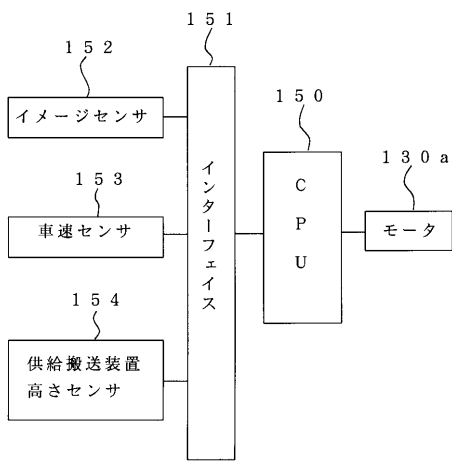 151
152
イメージセンサ
150
130a
153
インターフェイス
CPU
車速センサ
モータ
154
供給搬送装置
高さセンサ